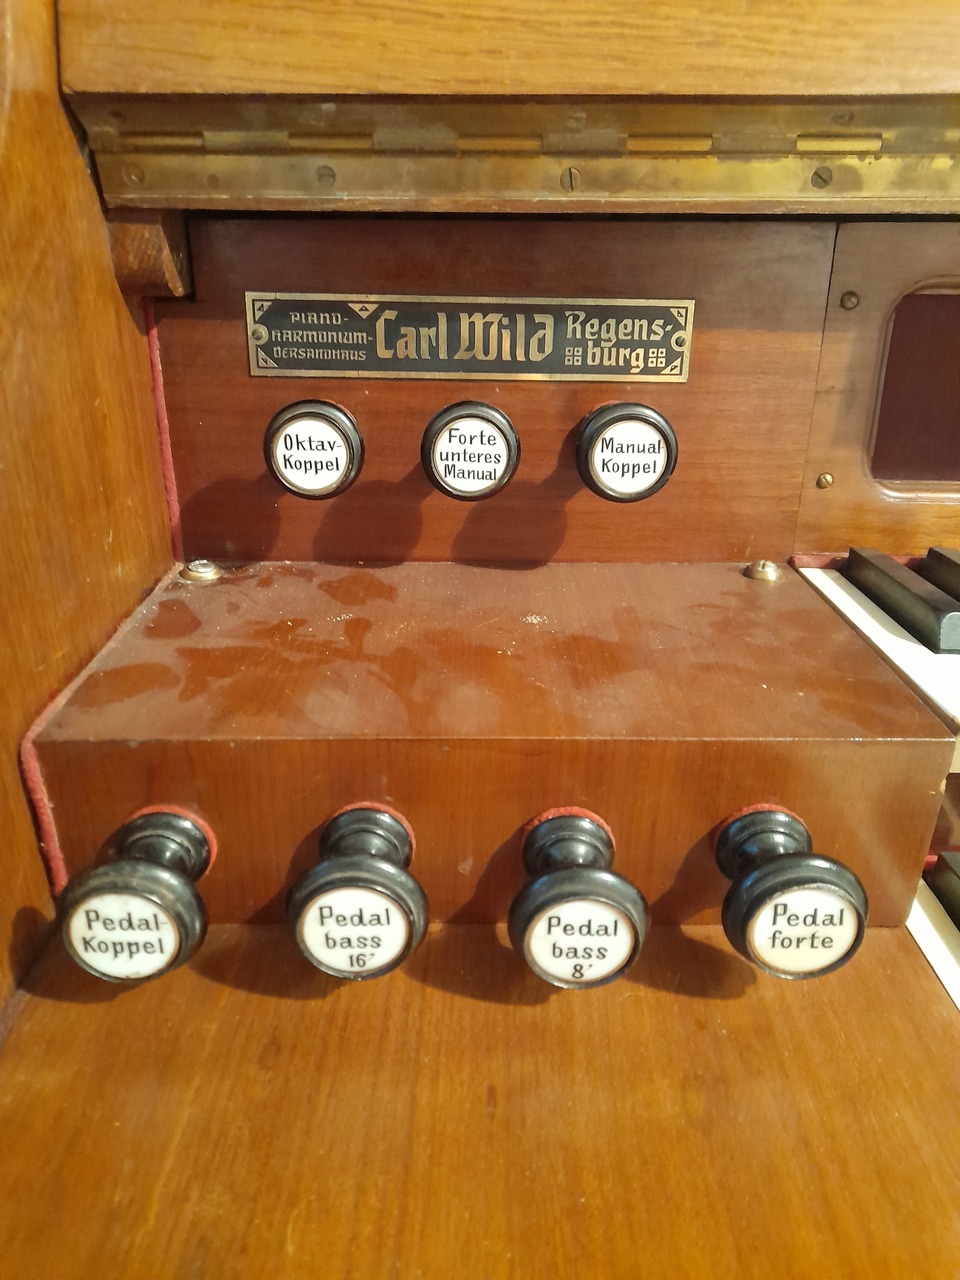 PIANO-
HARMONIUM-
VERSANDHAUS
Carl Wild
Regens-
burg
Oktav-
Koppel
Forte
unteres
Manual
Manual-
Koppel
Pedal-
Koppel
Pedal
bass
16'
Pedal
bass
8'
Pedal
forte